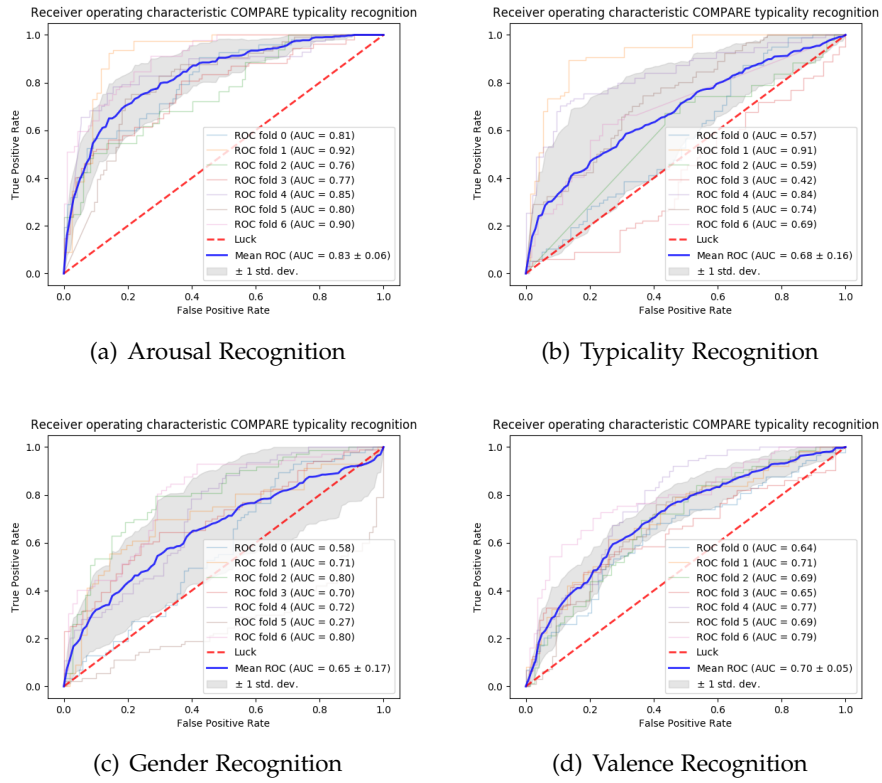 Receiver operating characteristic COMPARE typicality recognition
1.0
0.8
0.6
0.4
0.2
0.0
True Positive Rate
ROC fold 0 (AUC = 0.81)
ROC fold 1 (AUC = 0.92)
ROC fold 2 (AUC = 0.76)
ROC fold 3 (AUC = 0.77)
ROC fold 4 (AUC = 0.85)
ROC fold 5 (AUC = 0.80)
ROC fold 6 (AUC = 0.90)
Luck
Mean ROC (AUC = 0.83 ± 0.06)
± 1 std. dev.
0.0 0.2 0.4 0.6 0.8 1.0
False Positive Rate
(a) Arousal Recognition
Receiver operating characteristic COMPARE typicality recognition
1.0
0.8
0.6
0.4
0.2
0.0
True Positive Rate
ROC fold 0 (AUC = 0.57)
ROC fold 1 (AUC = 0.91)
ROC fold 2 (AUC = 0.59)
ROC fold 3 (AUC = 0.42)
ROC fold 4 (AUC = 0.84)
ROC fold 5 (AUC = 0.74)
ROC fold 6 (AUC = 0.69)
Luck
Mean ROC (AUC = 0.68 ± 0.16)
± 1 std. dev.
0.0 0.2 0.4 0.6 0.8 1.0
False Positive Rate
(b) Typicality Recognition
Receiver operating characteristic COMPARE typicality recognition
1.0
0.8
0.6
0.4
0.2
0.0
True Positive Rate
ROC fold 0 (AUC = 0.58)
ROC fold 1 (AUC = 0.71)
ROC fold 2 (AUC = 0.80)
ROC fold 3 (AUC = 0.70)
ROC fold 4 (AUC = 0.72)
ROC fold 5 (AUC = 0.27)
ROC fold 6 (AUC = 0.80)
Luck
Mean ROC (AUC = 0.65 ± 0.17)
± 1 std. dev.
0.0 0.2 0.4 0.6 0.8 1.0
False Positive Rate
(c) Gender Recognition
Receiver operating characteristic COMPARE typicality recognition
1.0
0.8
0.6
0.4
0.2
0.0
True Positive Rate
ROC fold 0 (AUC = 0.64)
ROC fold 1 (AUC = 0.71)
ROC fold 2 (AUC = 0.69)
ROC fold 3 (AUC = 0.65)
ROC fold 4 (AUC = 0.77)
ROC fold 5 (AUC = 0.69)
ROC fold 6 (AUC = 0.79)
Luck
Mean ROC (AUC = 0.70 ± 0.05)
± 1 std. dev.
0.0 0.2 0.4 0.6 0.8 1.0
False Positive Rate
(d) Valence Recognition